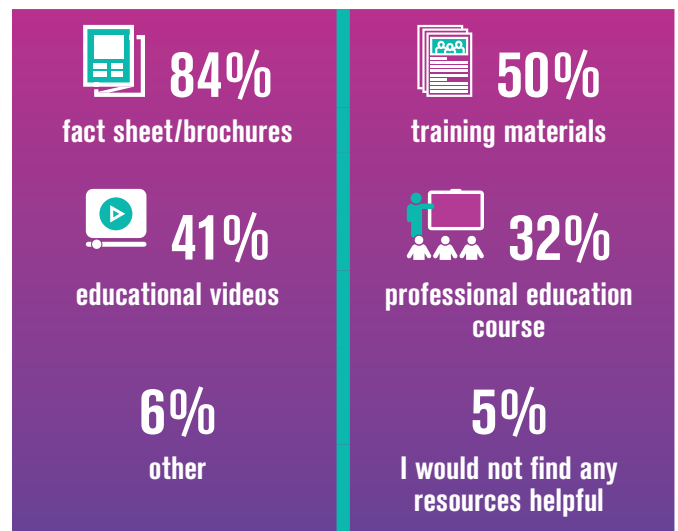 84%
fact sheet/brochures
50%
training materials
41%
educational videos
32%
professional education
course
6%
other
5%
I would not find any
resources helpful